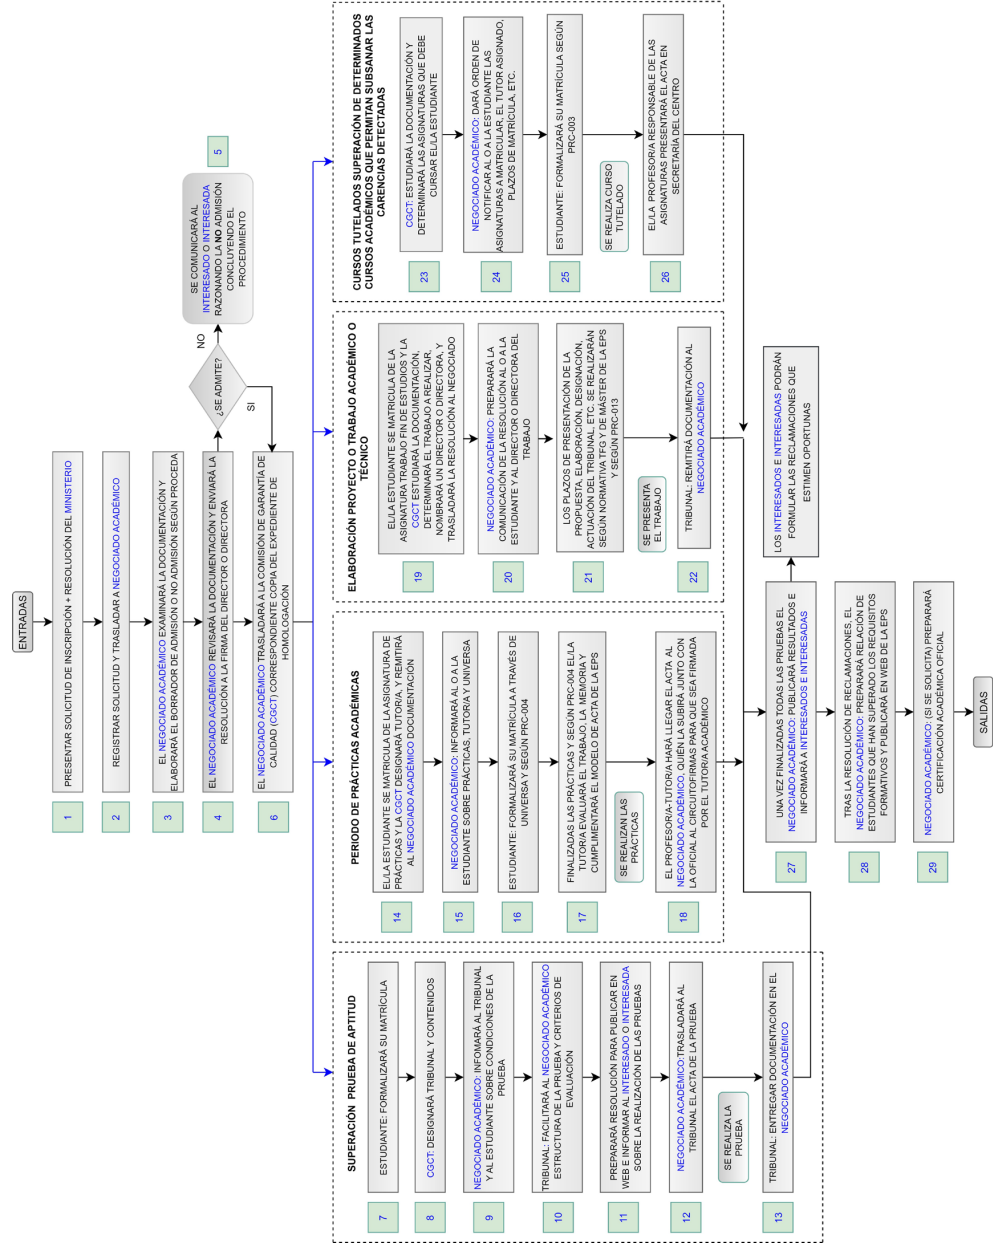 ENTRADAS
1
PRESENTAR SOLICITUD DE INSCRIPCIÓN + RESOLUCIÓN DEL MINISTERIO
2
REGISTRAR SOLICITUD Y TRASLADAR A NEGOCIADO ACADÉMICO
3
EL NEGOCIADO ACADÉMICO EXAMINARÁ LA DOCUMENTACIÓN Y
ELABORARÁ EL BORRADOR DE ADMISIÓN O NO ADMISIÓN SEGÚN PROCEDA
4
EL NEGOCIADO ACADÉMICO REVISARÁ LA DOCUMENTACIÓN Y ENVIARÁ LA
RESOLUCIÓN A LA FIRMA DEL DIRECTOR O DIRECTORA
¿SE ADMITE?
NO
SI
SE COMUNICARÁ AL
INTERESADO O INTERESADA
RAZONANDO LA NO ADMISIÓN
CONCLUYENDO EL
PROCEDIMIENTO
5
6
EL NEGOCIADO ACADÉMICO TRASLADARÁ A LA COMISIÓN DE GARANTÍA DE
CALIDAD (CGCT) CORRESPONDIENTE COPIA DEL EXPEDIENTE DE
HOMOLOGACIÓN
SUPERACIÓN PRUEBA DE APTITUD
7
ESTUDIANTE: FORMALIZARÁ SU MATRÍCULA
8
CGCT: DESIGNARÁ TRIBUNAL Y CONTENIDOS
9
NEGOCIADO ACADÉMICO: INFOMARÁ AL TRIBUNAL
Y AL ESTUDIANTE SOBRE CONDICIONES DE LA
PRUEBA
10
TRIBUNAL: FACILITARÁ AL NEGOCIADO ACADÉMICO
ESTRUCTURA DE LA PRUEBA Y CRITERIOS DE
EVALUACIÓN
11
PREPARARÁ RESOLUCIÓN PARA PUBLICAR EN
WEB E INFORMAR AL INTERESADO O INTERESADA
SOBRE LA REALIZACIÓN DE LAS PRUEBAS
12
NEGOCIADO ACADÉMICO:TRASLADARÁ AL
TRIBUNAL EL ACTA DE LA PRUEBA
SE REALIZA LA
PRUEBA
13
TRIBUNAL: ENTREGAR DOCUMENTACIÓN EN EL
NEGOCIADO ACADÉMICO
PERIODO DE PRÁCTICAS ACADÉMICAS
14
EL/LA ESTUDIANTE SE MATRICULA DE LA ASIGNATURA DE
PRÁCTICAS Y LA CGCT DESIGNARÁ TUTOR/A, Y REMITIRÁ
AL NEGOCIADO ACADÉMICO DOCUMENTACIÓN
15
NEGOCIADO ACADÉMICO: INFORMARÁ AL O A LA
ESTUDIANTE SOBRE PRÁCTICAS, TUTOR/A Y UNIVERSA
16
ESTUDIANTE: FORMALIZARÁ SU MATRÍCULA A TRAVÉS DE
UNIVERSA Y SEGÚN PRC-004
17
FINALIZADAS LAS PRÁCTICAS Y SEGÚN PRC-004 EL/LA
TUTOR/A EVALUARÁ EL TRABAJO, LA MEMORIA Y
CUMPLIMENTARÁ EL MODELO DE ACTA DE LA EPS
SE REALIZAN LAS
PRÁCTICAS
18
EL PROFESOR/A-TUTOR/A HARÁ LLEGAR EL ACTA AL
NEGOCIADO ACADÉMICO, QUIÉN LA SUBIRÁ JUNTO CON
LA OFICIAL AL CIRCUITOFIRMAS PARA QUE SEA FIRMADA
POR EL TUTOR/A ACADÉMICO
ELABORACIÓN PROYECTO O TRABAJO ACADÉMICO O
TÉCNICO
19
EL/LA ESTUDIANTE SE MATRICULA DE LA
ASIGNATURA TRABAJO FIN DE ESTUDIOS Y LA
CGCT ESTUDIARÁ LA DOCUMENTACIÓN,
DETERMINARÁ EL TRABAJO A REALIZAR,
NOMBRARÁ UN DIRECTOR O DIRECTORA, Y
TRASLADARÁ LA RESOLUCIÓN AL NEGOCIADO
20
NEGOCIADO ACADÉMICO: PREPARARÁ LA
COMUNICACIÓN DE LA RESOLUCIÓN AL O A LA
ESTUDIANTE Y AL DIRECTOR O DIRECTORA DEL
TRABAJO
21
LOS PLAZOS DE PRESENTACIÓN DE LA
PROPUESTA, ELABORACIÓN, DESIGNACIÓN,
ACTUACIÓN DEL TRIBUNAL, ETC. SE REALIZARÁN
SEGÚN NORMATIVA TFG Y DE MÁSTER DE LA EPS
Y SEGÚN PRC-013
SE PRESENTA
EL TRABAJO
22
TRIBUNAL: REMITIRÁ DOCUMENTACIÓN AL
NEGOCIADO ACADÉMICO
CURSOS TUTELADOS SUPERACIÓN DE DETERMINADOS
CURSOS ACADÉMICOS QUE PERMITAN SUBSANAR LAS
CARENCIAS DETECTADAS
23
CGCT: ESTUDIARÁ LA DOCUMENTACIÓN Y
DETERMINARÁ LAS ASIGNATURAS QUE DEBE
CURSAR EL/LA ESTUDIANTE
24
NEGOCIADO ACADÉMICO: DARÁ ORDEN DE
NOTIFICAR AL O A LA ESTUDIANTE LAS
ASIGNATURAS A MATRICULAR, EL TUTOR ASIGNADO,
PLAZOS DE MATRÍCULA, ETC.
25
ESTUDIANTE: FORMALIZARÁ SU MATRÍCULA SEGÚN
PRC-003
SE REALIZA CURSO
TUTELADO
26
EL/LA PROFESOR/A RESPONSABLE DE LAS
ASIGNATURAS PRESENTARÁ EL ACTA EN
SECRETARÍA DEL CENTRO
27
UNA VEZ FINALIZADAS TODAS LAS PRUEBAS EL
NEGOCIADO ACADÉMICO: PUBLICARÁ RESULTADOS E
INFORMARÁ A INTERESADOS E INTERESADAS
LOS INTERESADOS E INTERESADAS PODRÁN
FORMULAR LAS RECLAMACIONES QUE
ESTIMEN OPORTUNAS
28
TRAS LA RESOLUCIÓN DE RECLAMACIONES. EL
NEGOCIADO ACADÉMICO: PREPARARÁ RELACIÓN DE
ESTUDIANTES QUE HAN SUPERADO LOS REQUISITOS
FORMATIVOS Y PUBLICARÁ EN WEB DE LA EPS
29
NEGOCIADO ACADÉMICO: (SI SE SOLICITA) PREPARARÁ
CERTIFICACIÓN ACADÉMICA OFICIAL
SALIDAS